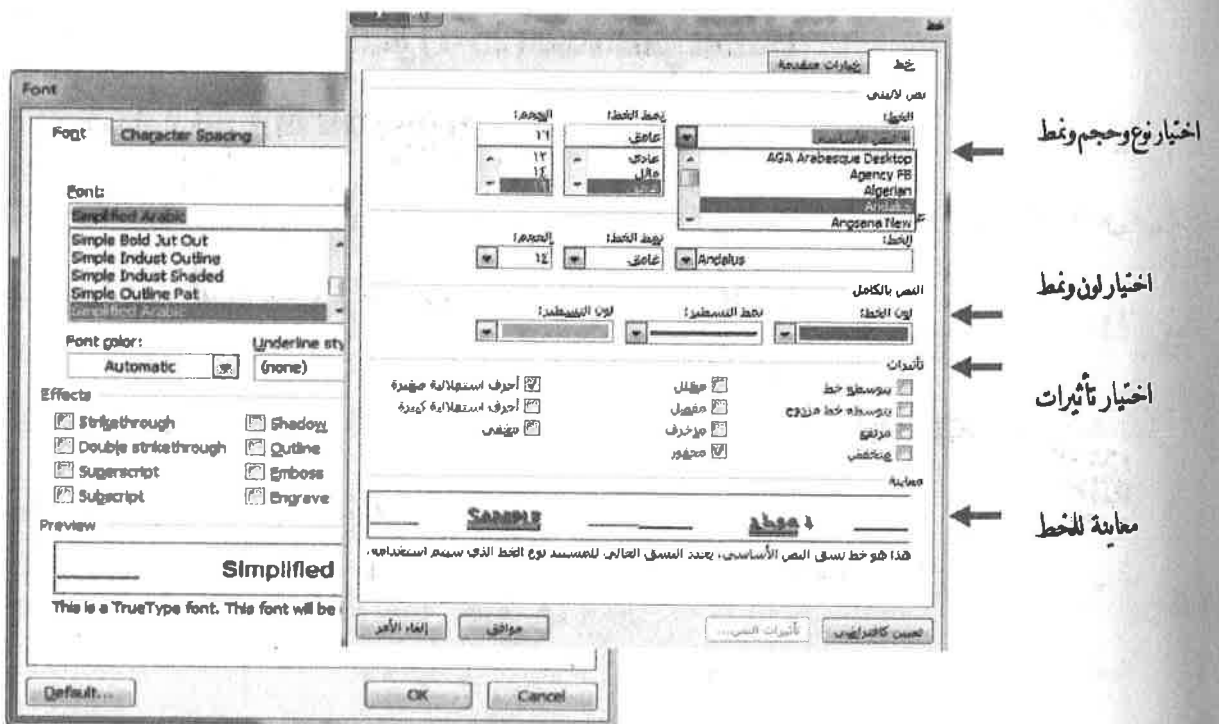 Font
Font
Character Spacing
Font:
Simplified Arabic
Simple Bold Jut Out
Simple Indust Outline
Simple Indust Shaded
Simple Outline Pat
Simplified Arabic
Font color:
Underline sty
Automatic
(none)
Effects
Strikethrough
Shadow
Double strikethrough
Outline
Superscript
Emboss
Subscript
Engrave
Preview
Simplified
This is a TrueType font. This font will be
Default...
OK
Cancel
خط
خط
خيارات متقدمة
نص لاتيني
الخط:
نمط الخط:
الحجم:
غامق
١٦
AGA Arabesque Desktop
عادي
١٢
Agency FB
مائل
١٤
Algerian
Andalus
Angsana New
الخط:
نمط الخط:
الحجم:
Andalus
غامق
١٤
النص بالكامل
لون الخط:
نمط التسطير:
لون التسطير:
تأثيرات
يتوسطه خط
مظلل
أحرف استهلالية صغيرة
يتوسطه خط مزدوج
مفصل
أحرف استهلالية كبيرة
مرتفع
مزخرف
مخفي
منخفض
محفور
معاينة
SAMPLE
هذا هو خط نسق النص الأساسي. يحدد النسق الحالي للمستند نوع الخط الذي سيتم استخدامه.
تعيين كافتراضي
تأثيرات النص...
موافق
إلغاء الأمر
اختيار نوع وحجم ونمط
اختيار لون ونمط
اختيار تأثيرات
معاينة للخط